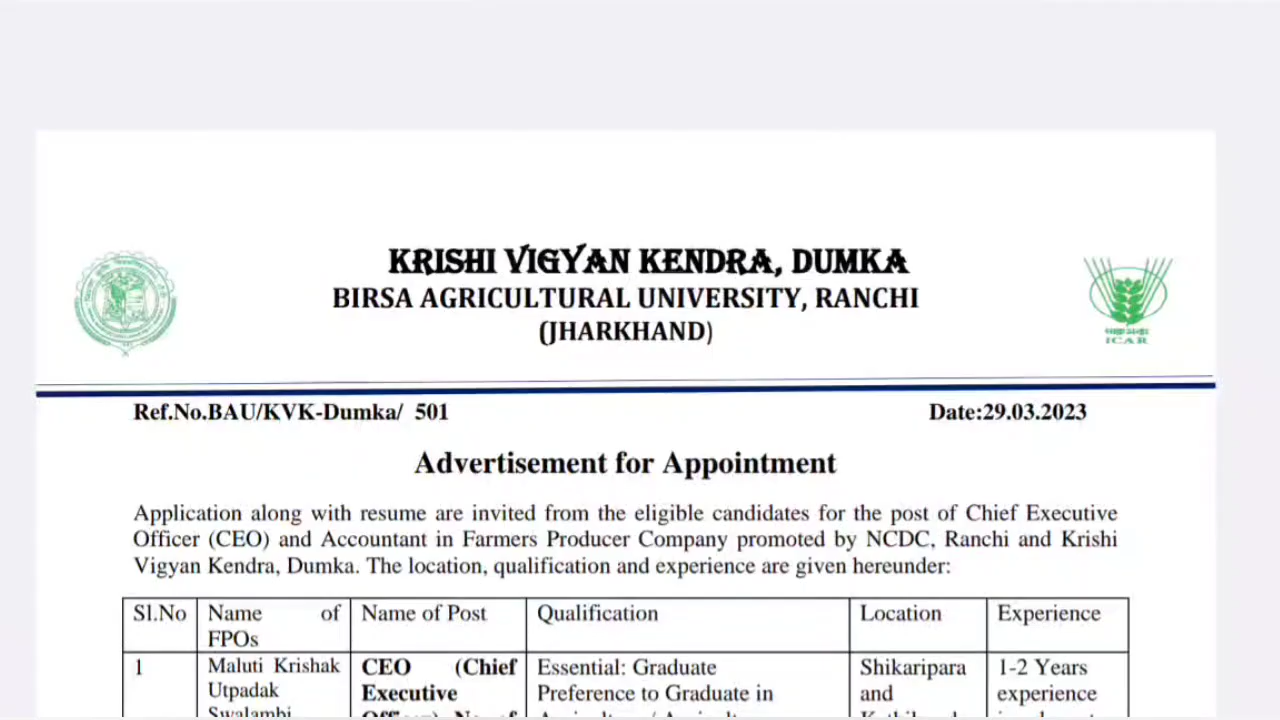 KRISHI VIGYAN KENDRA, DUMKA
BIRSA AGRICULTURAL UNIVERSITY, RANCHI
(JHARKHAND)
ICAR
Ref.No.BAU/KVK-Dumka/ 501 Date:29.03.2023
Advertisement for Appointment
Application along with resume are invited from the eligible candidates for the post of Chief Executive
Officer (CEO) and Accountant in Farmers Producer Company promoted by NCDC, Ranchi and Krishi
Vigyan Kendra, Dumka. The location, qualification and experience are given hereunder:
Sl.No Name of Name of Post Qualification Location Experience
FPOs
1 Maluti Krishak CEO (Chief Essential: Graduate Shikaripara 1-2 Years
Utpadak Executive Preference to Graduate in and experience
Swalambi